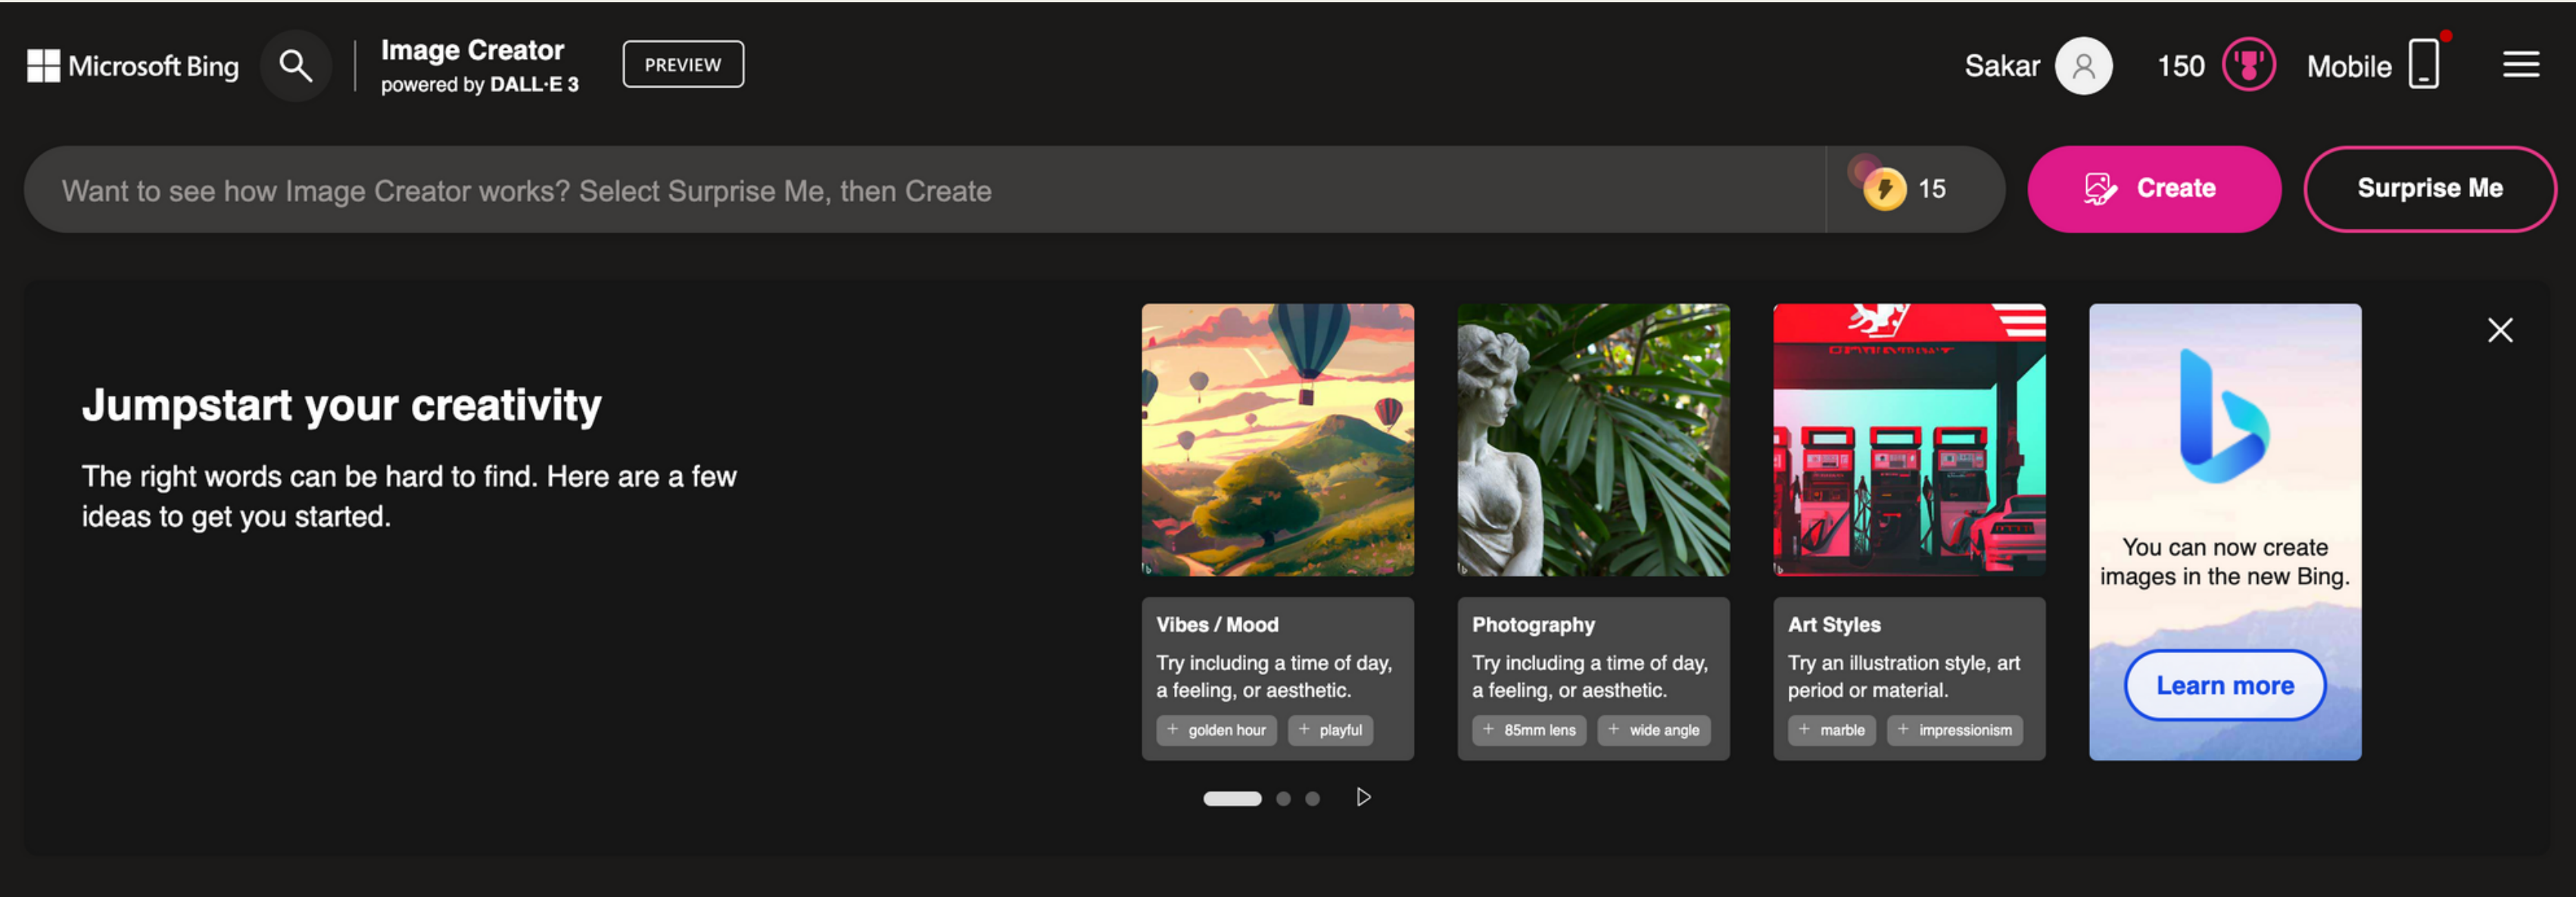 Microsoft Bing
Image Creator
powered by DALL·E 3
PREVIEW
Sakar
150
Mobile
Want to see how Image Creator works? Select Surprise Me, then Create
15
Create
Surprise Me
Jumpstart your creativity
The right words can be hard to find. Here are a few
ideas to get you started.
Vibes / Mood
Try including a time of day,
a feeling, or aesthetic.
+ golden hour
+ playful
Photography
Try including a time of day,
a feeling, or aesthetic.
+ 85mm lens
+ wide angle
Art Styles
Try an illustration style, art
period or material.
+ marble
+ impressionism
You can now create
images in the new Bing.
Learn more